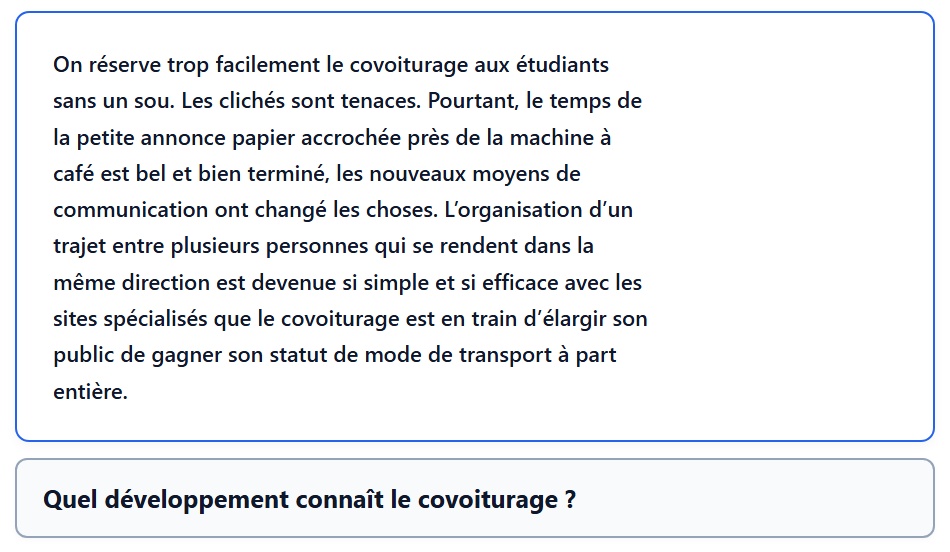 On réserve trop facilement le covoiturage aux étudiants
sans un sou. Les clichés sont tenaces. Pourtant, le temps de
la petite annonce papier accrochée près de la machine à
café est bel et bien terminé, les nouveaux moyens de
communication ont changé les choses. L’organisation d’un
trajet entre plusieurs personnes qui se rendent dans la
même direction est devenue si simple et si efficace avec les
sites spécialisés que le covoiturage est en train d’élargir son
public de gagner son statut de mode de transport à part
entière.
Quel développement connaît le covoiturage ?